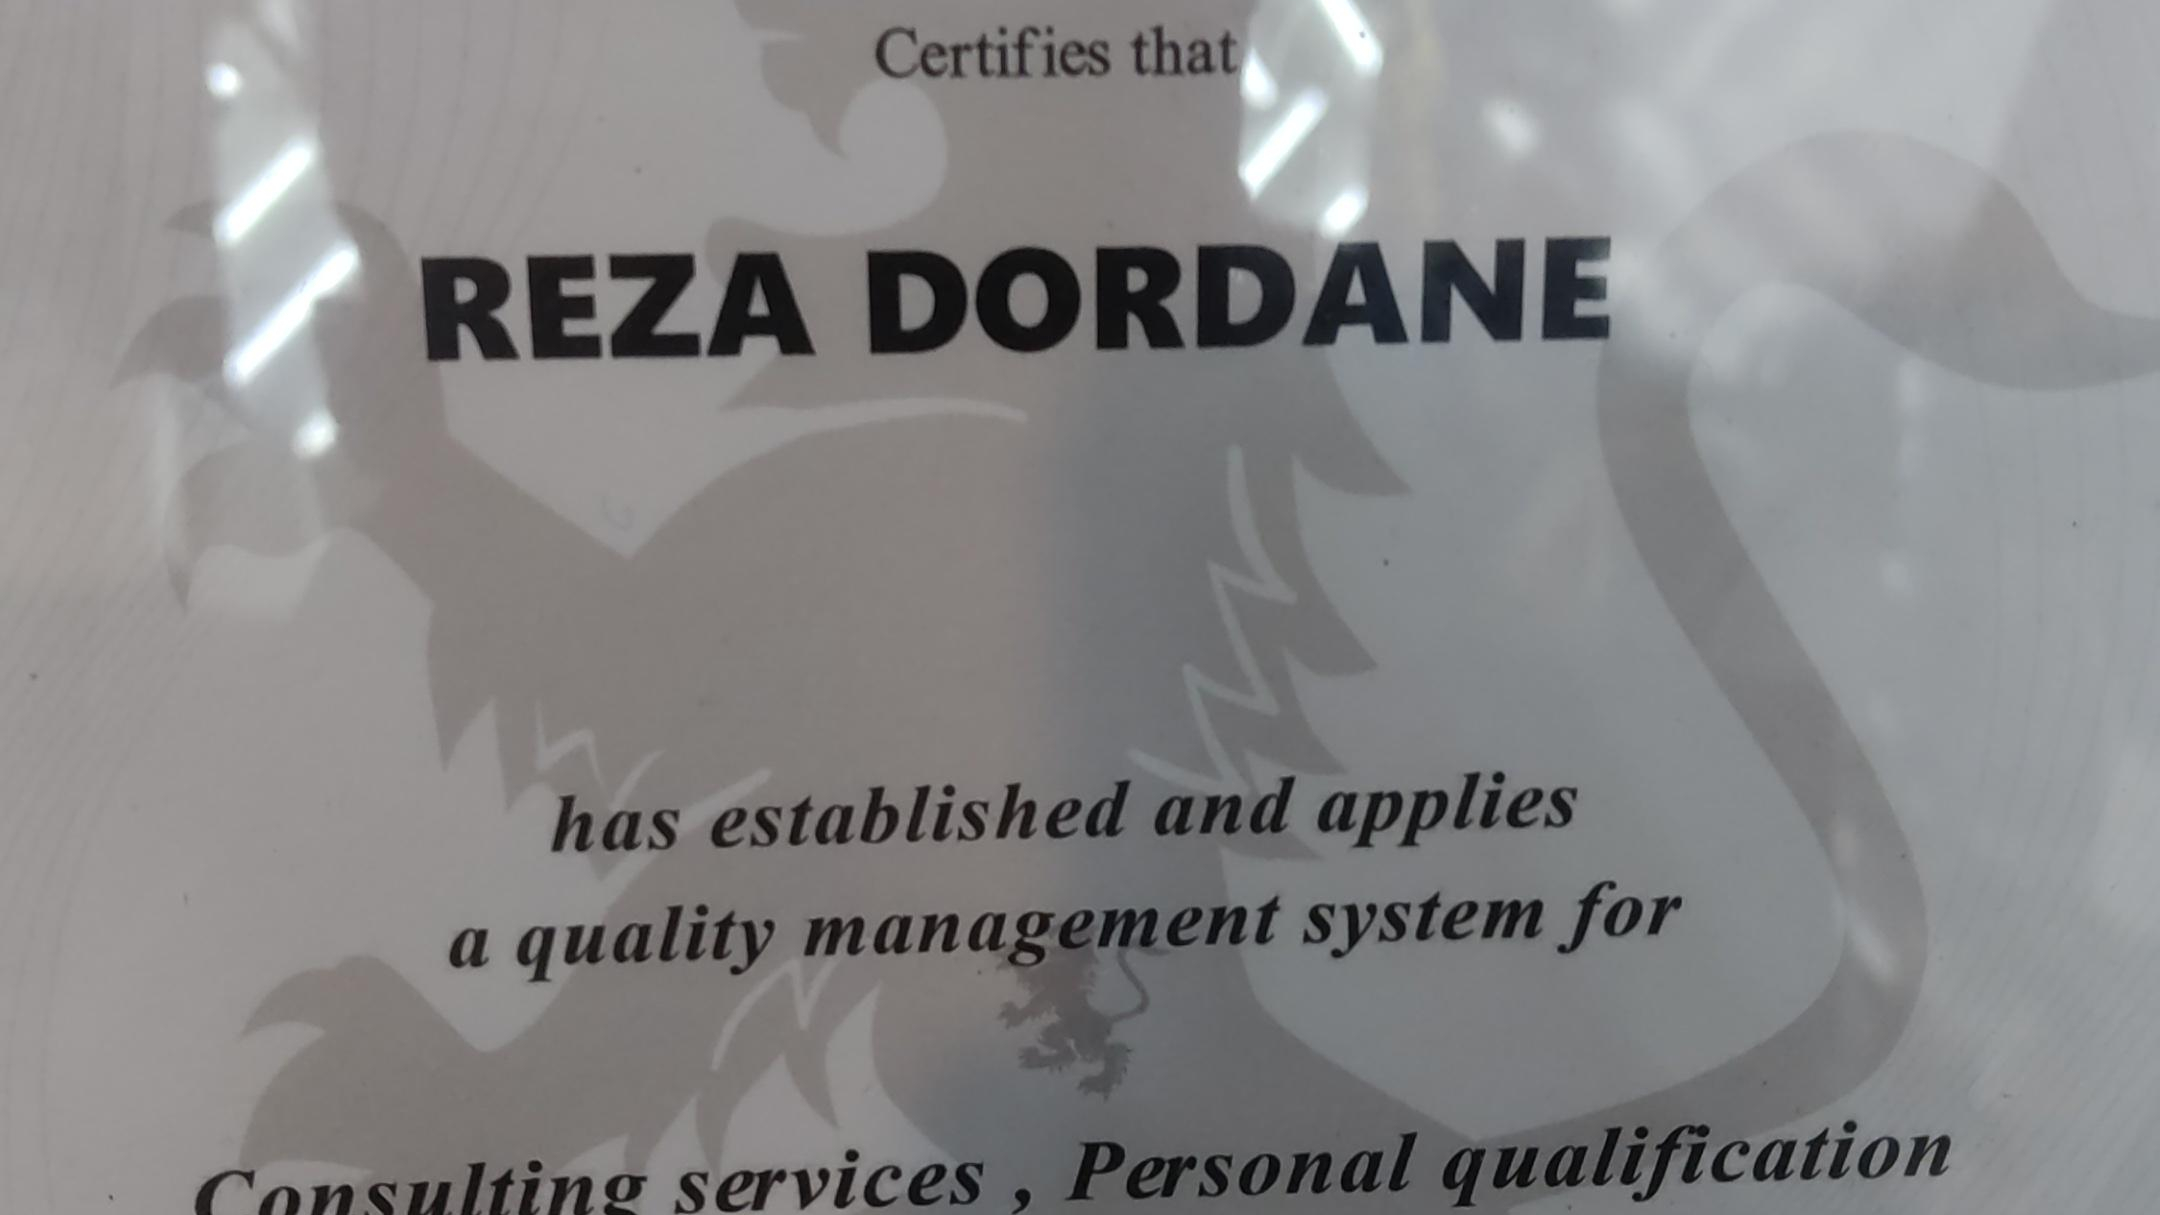 Certifies that
REZA DORDANE
has established and applies
a quality management system for
Consulting services , Personal qualification